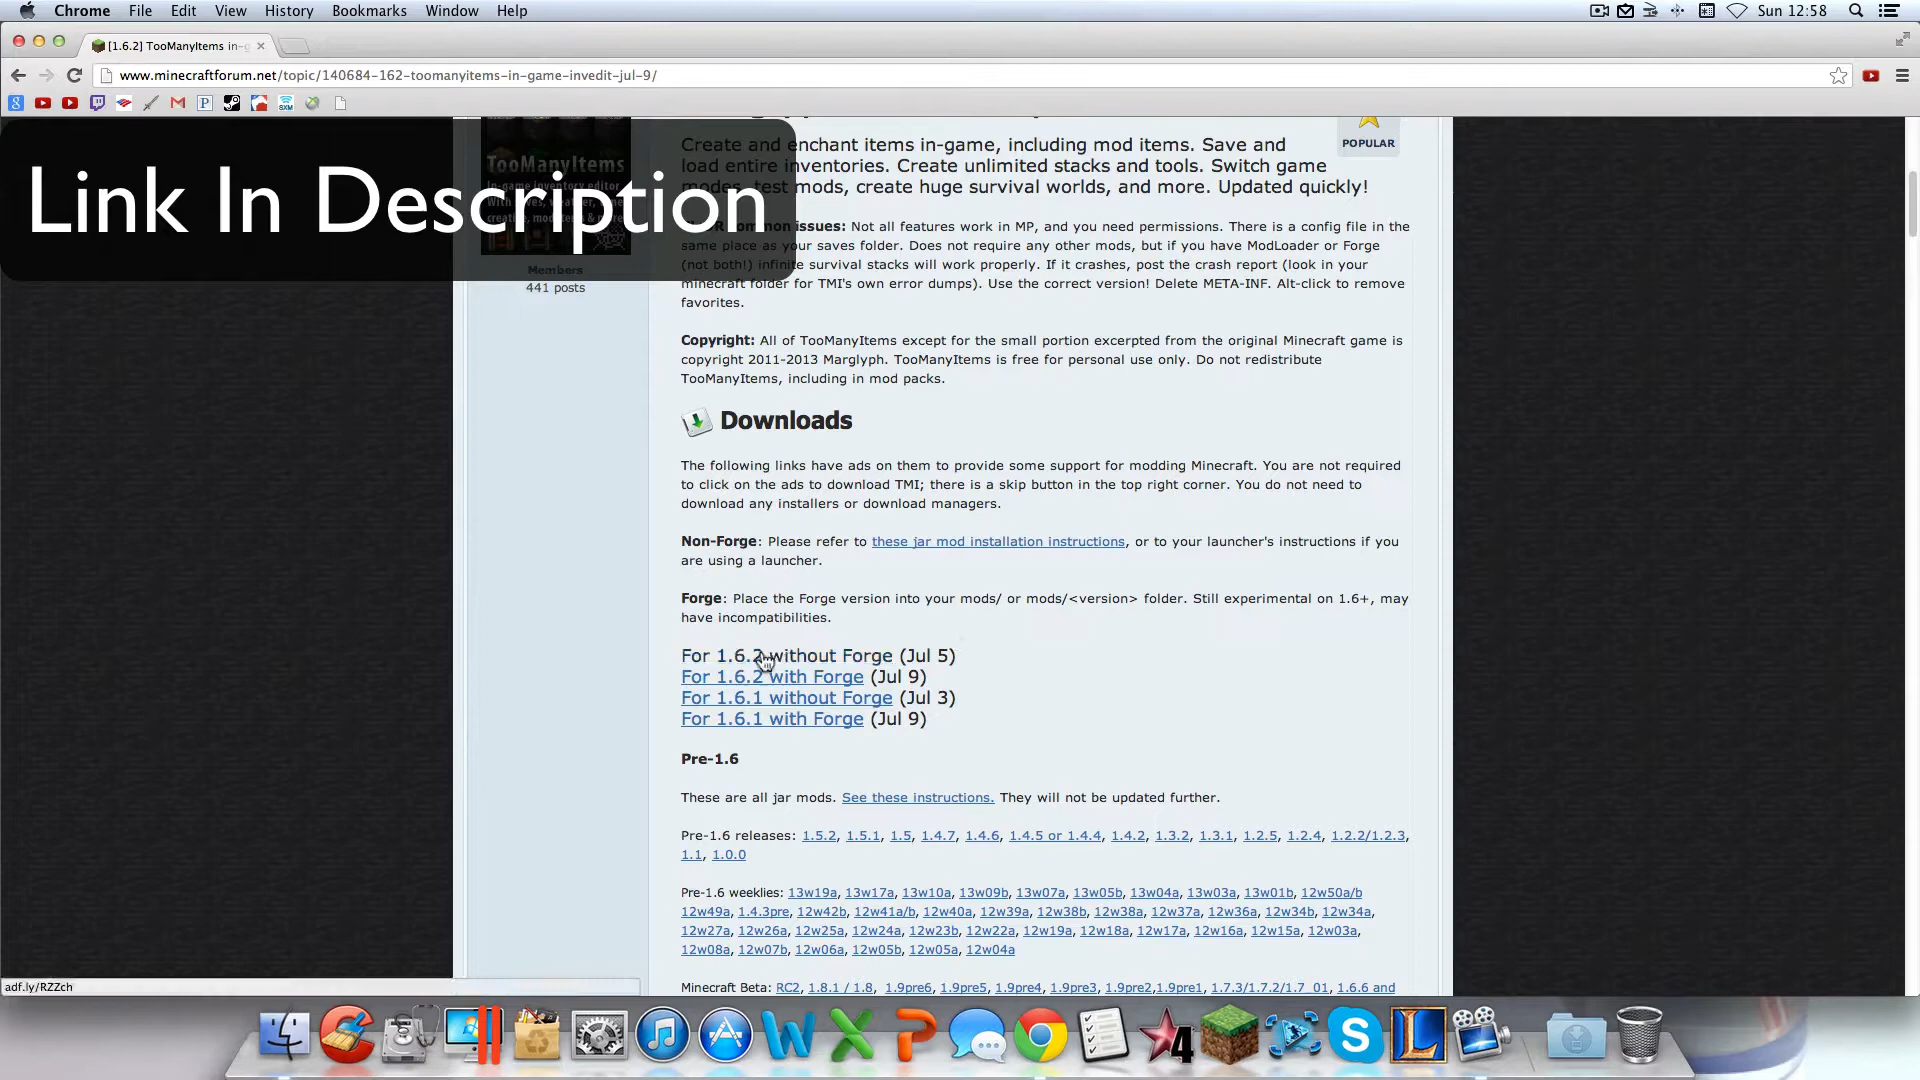 Chrome File Edit View History Bookmarks Window Help Sun 12:58
[1.6.2] TooManyItems in-g
www.minecraftforum.net/topic/140684-162-toomanyitems-in-game-invedit-jul-9/
Link In Description
TooManyItems
In-game inventory editor
Members
441 posts
POPULAR
Create and enchant items in-game, including mod items. Save and
load entire inventories. Create unlimited stacks and tools. Switch game
modes, test mods, create huge survival worlds, and more. Updated quickly!
common issues: Not all features work in MP, and you need permissions. There is a config file in the
same place as your saves folder. Does not require any other mods, but if you have ModLoader or Forge
(not both!) infinite survival stacks will work properly. If it crashes, post the crash report (look in your
minecraft folder for TMI's own error dumps). Use the correct version! Delete META-INF. Alt-click to remove
favorites.
Copyright: All of TooManyItems except for the small portion excerpted from the original Minecraft game is
copyright 2011-2013 Marglyph. TooManyItems is free for personal use only. Do not redistribute
TooManyItems, including in mod packs.
Downloads
The following links have ads on them to provide some support for modding Minecraft. You are not required
to click on the ads to download TMI; there is a skip button in the top right corner. You do not need to
download any installers or download managers.
Non-Forge: Please refer to these jar mod installation instructions, or to your launcher's instructions if you
are using a launcher.
Forge: Place the Forge version into your mods/ or mods/<version> folder. Still experimental on 1.6+, may
have incompatibilities.
For 1.6.2 without Forge (Jul 5)
For 1.6.2 with Forge (Jul 9)
For 1.6.1 without Forge (Jul 3)
For 1.6.1 with Forge (Jul 9)
Pre-1.6
These are all jar mods. See these instructions. They will not be updated further.
Pre-1.6 releases: 1.5.2, 1.5.1, 1.5, 1.4.7, 1.4.6, 1.4.5 or 1.4.4, 1.4.2, 1.3.2, 1.3.1, 1.2.5, 1.2.4, 1.2.2/1.2.3,
1.1, 1.0.0
Pre-1.6 weeklies: 13w19a, 13w17a, 13w10a, 13w09b, 13w07a, 13w05b, 13w04a, 13w03a, 13w01b, 12w50a/b
12w49a, 1.4.3pre, 12w42b, 12w41a/b, 12w40a, 12w39a, 12w38b, 12w38a, 12w37a, 12w36a, 12w34b, 12w34a,
12w27a, 12w26a, 12w25a, 12w24a, 12w23b, 12w22a, 12w19a, 12w18a, 12w17a, 12w16a, 12w15a, 12w03a,
12w08a, 12w07b, 12w06a, 12w05b, 12w05a, 12w04a
Minecraft Beta: RC2, 1.8.1 / 1.8, 1.9pre6, 1.9pre5, 1.9pre4, 1.9pre3, 1.9pre2,1.9pre1, 1.7.3/1.7.2/1.7_01, 1.6.6 and
adf.ly/RZZch